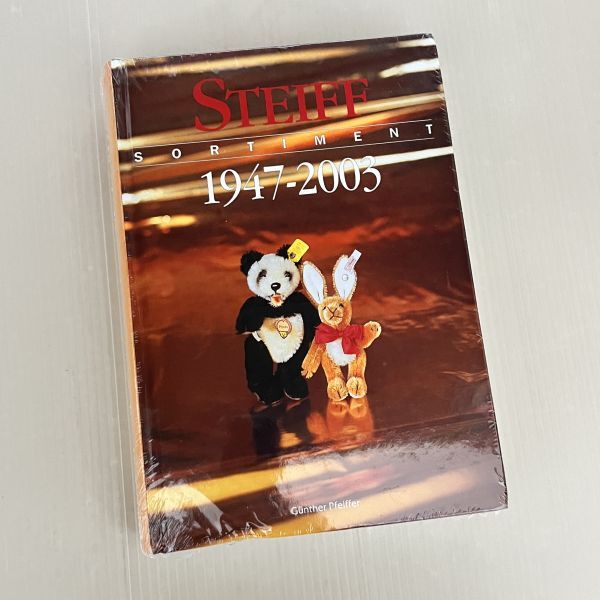 STEIFF
SORTIMENT
1947-2003
Günther Pfeiffer